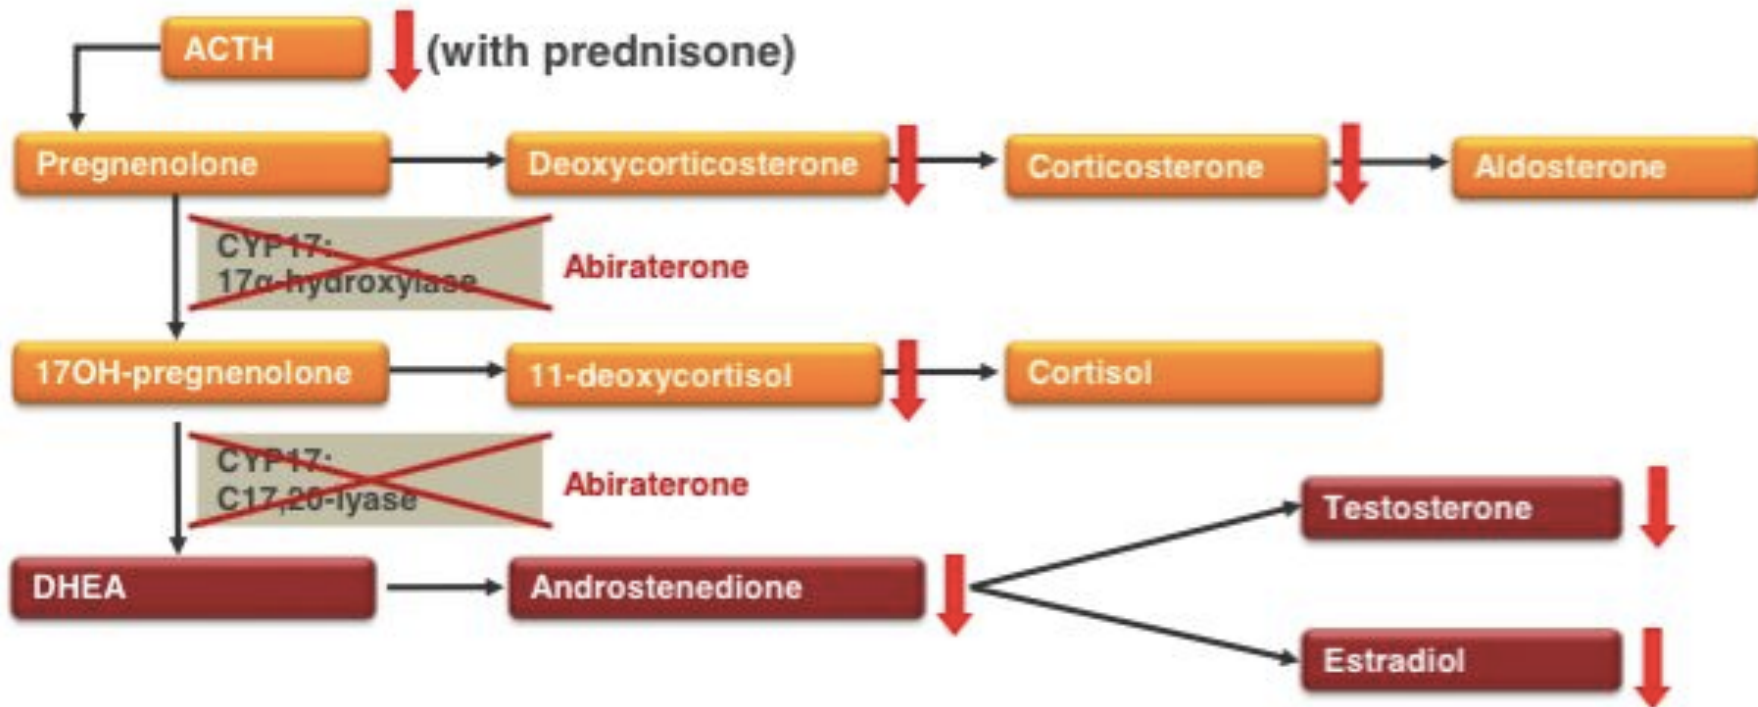 ACTH
(with prednisone)
Pregnenolone
Deoxycorticosterone
Corticosterone
Aldosterone
CYP17:
17α-hydroxylase
Abiraterone
17OH-pregnenolone
11-deoxycortisol
Cortisol
CYP17:
C17,20-lyase
Abiraterone
Testosterone
DHEA
Androstenedione
Estradiol